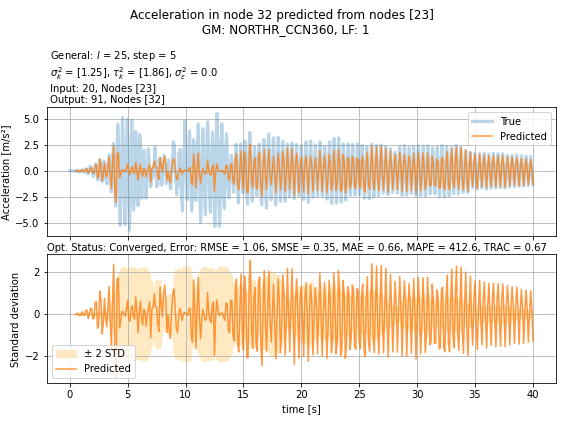 Acceleration in node 32 predicted from nodes [23]
GM: NORTHR_CCN360, LF: 1
General: l = 25, step = 5
σ²ₖ = [1.25], τ²ₖ = [1.86], σ²ε = 0.0
Input: 20, Nodes [23]
Output: 91, Nodes [32]
Acceleration [m/s²]
5.0
2.5
0.0
−2.5
−5.0
True
Predicted
Opt. Status: Converged, Error: RMSE = 1.06, SMSE = 0.35, MAE = 0.66, MAPE = 412.6, TRAC = 0.67
Standard deviation
2
0
−2
± 2 STD
Predicted
0 5 10 15 20 25 30 35 40
time [s]